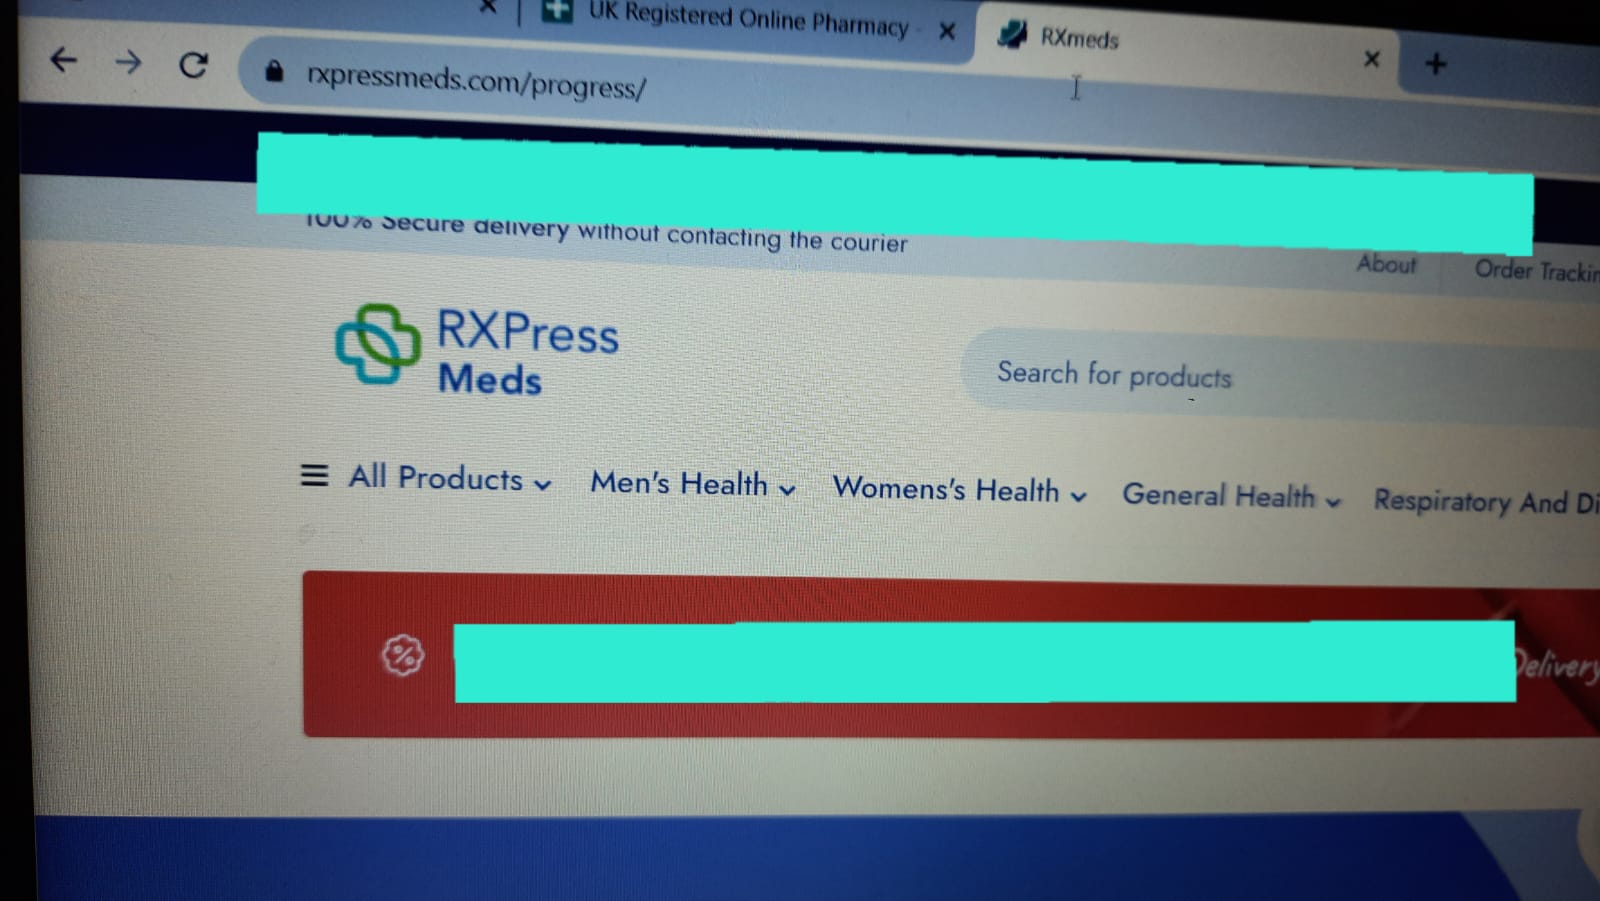 UK Registered Online Pharmacy -
RXmeds
rxpressmeds.com/progress/
100% Secure delivery without contacting the courier
About
Order Trackin
RXPress
Meds
Search for products
All Products
Men's Health
Womens's Health
General Health
Respiratory And Di
Delivery